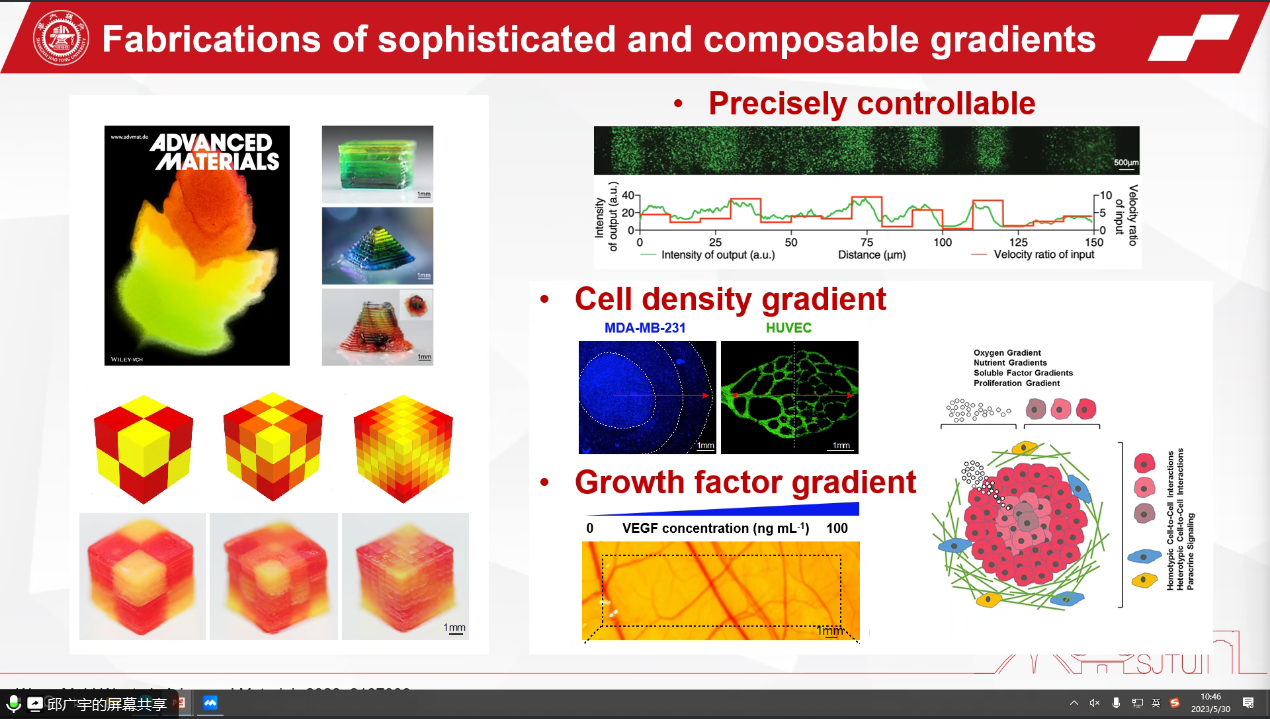 Fabrications of sophisticated and composable gradients
www.advmat.de
ADVANCED
MATERIALS
WILEY-VCH
1mm
1mm
1mm
1mm
• Precisely controllable
500μm
Intensity
of output (a.u.)
40
20
0
10
5
0
Velocity ratio
of input
0 25 50 75 100 125 150
Intensity of output (a.u.)
Distance (μm)
Velocity ratio of input
• Cell density gradient
MDA-MB-231
HUVEC
1mm
1mm
• Growth factor gradient
0 VEGF concentration (ng mL-1) 100
1mm
Oxygen Gradient
Nutrient Gradients
Soluble Factor Gradients
Proliferation Gradient
Homotypic Cell-to-Cell Interactions
Heterotypic Cell-to-Cell Interactions
Paracrine Signaling
SJTU
邱广宇的屏幕共享
英
10:46
2023/5/30